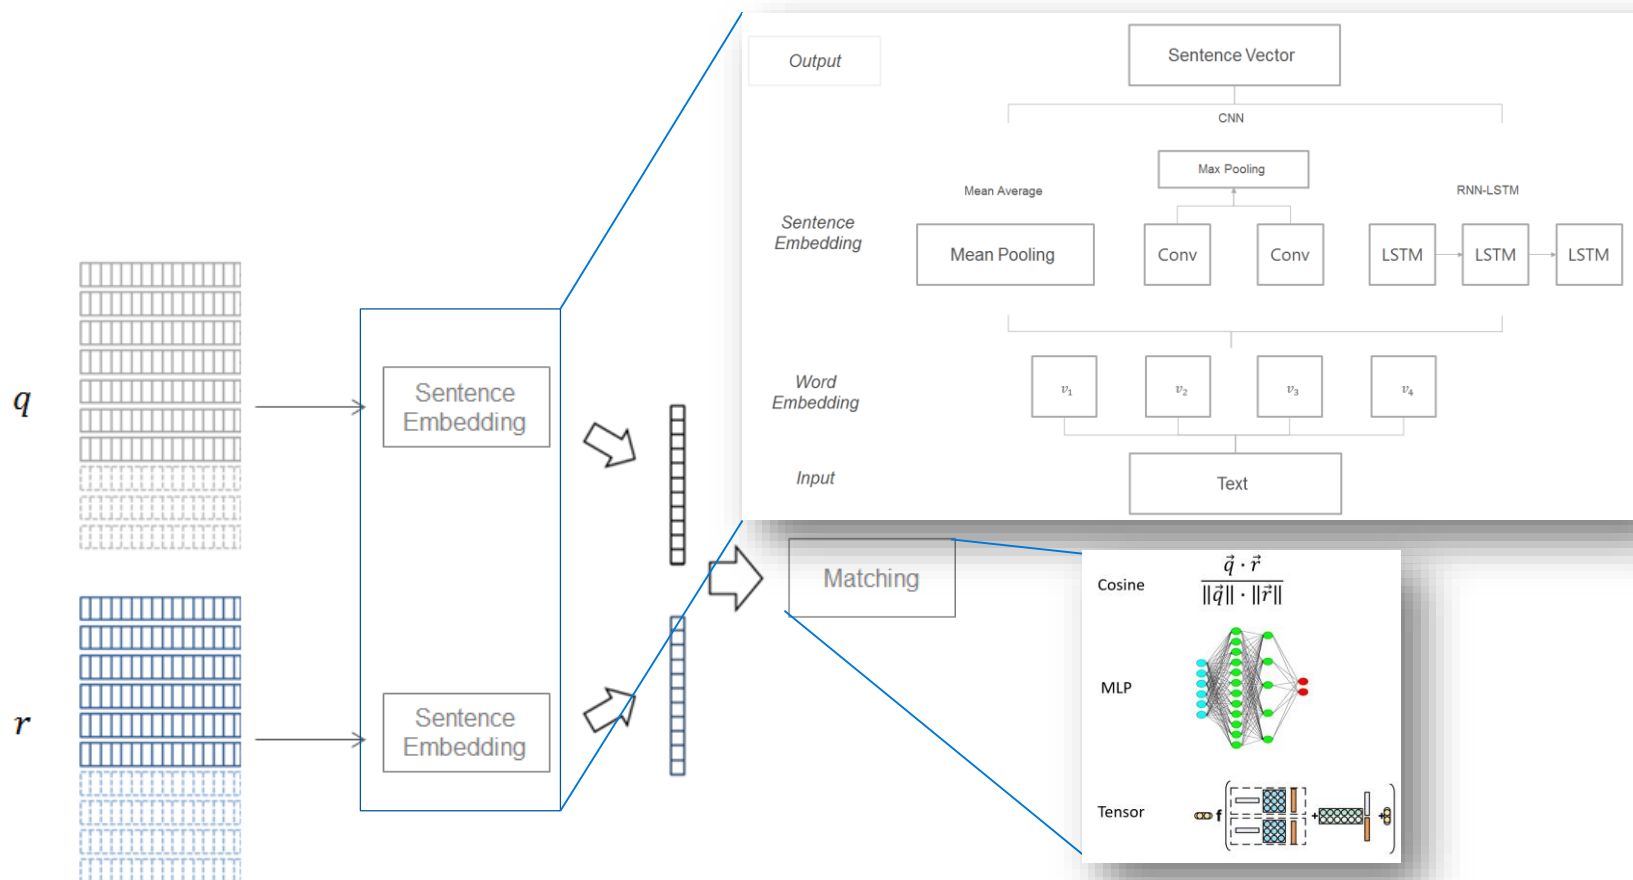 Output
Sentence Vector
CNN
Max Pooling
Mean Average
RNN-LSTM
Sentence
Embedding
Mean Pooling
Conv
Conv
LSTM
LSTM
LSTM
Word
Embedding
v₁
v₂
v₃
v₄
Input
Text
q
Sentence
Embedding
r
Sentence
Embedding
Matching
Cosine
q⃗ · r⃗
‖q⃗‖ · ‖r⃗‖
MLP
Tensor
f
+
+